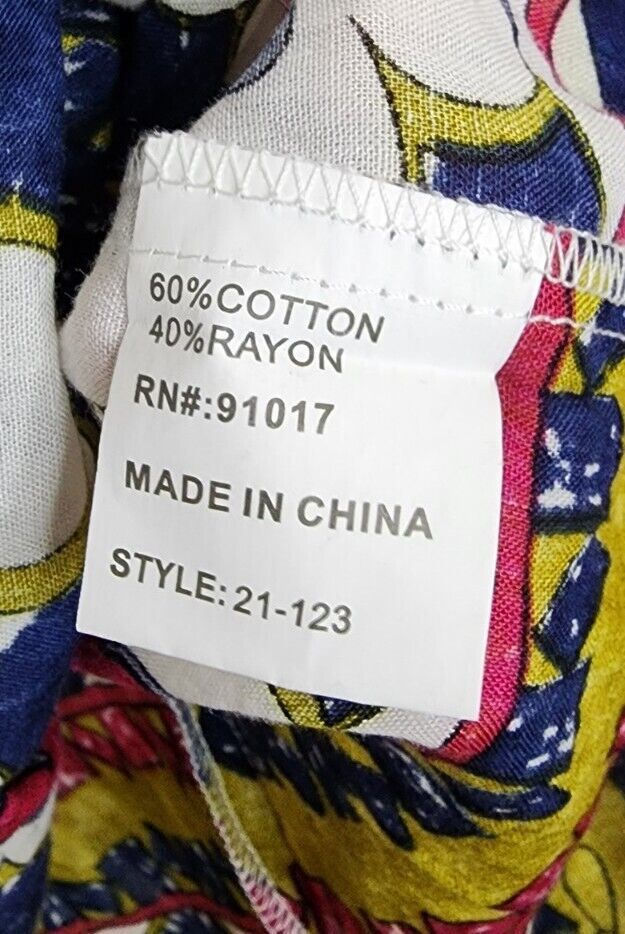 60%COTTON
40%RAYON
RN#:91017
MADE IN CHINA
STYLE: 21-123